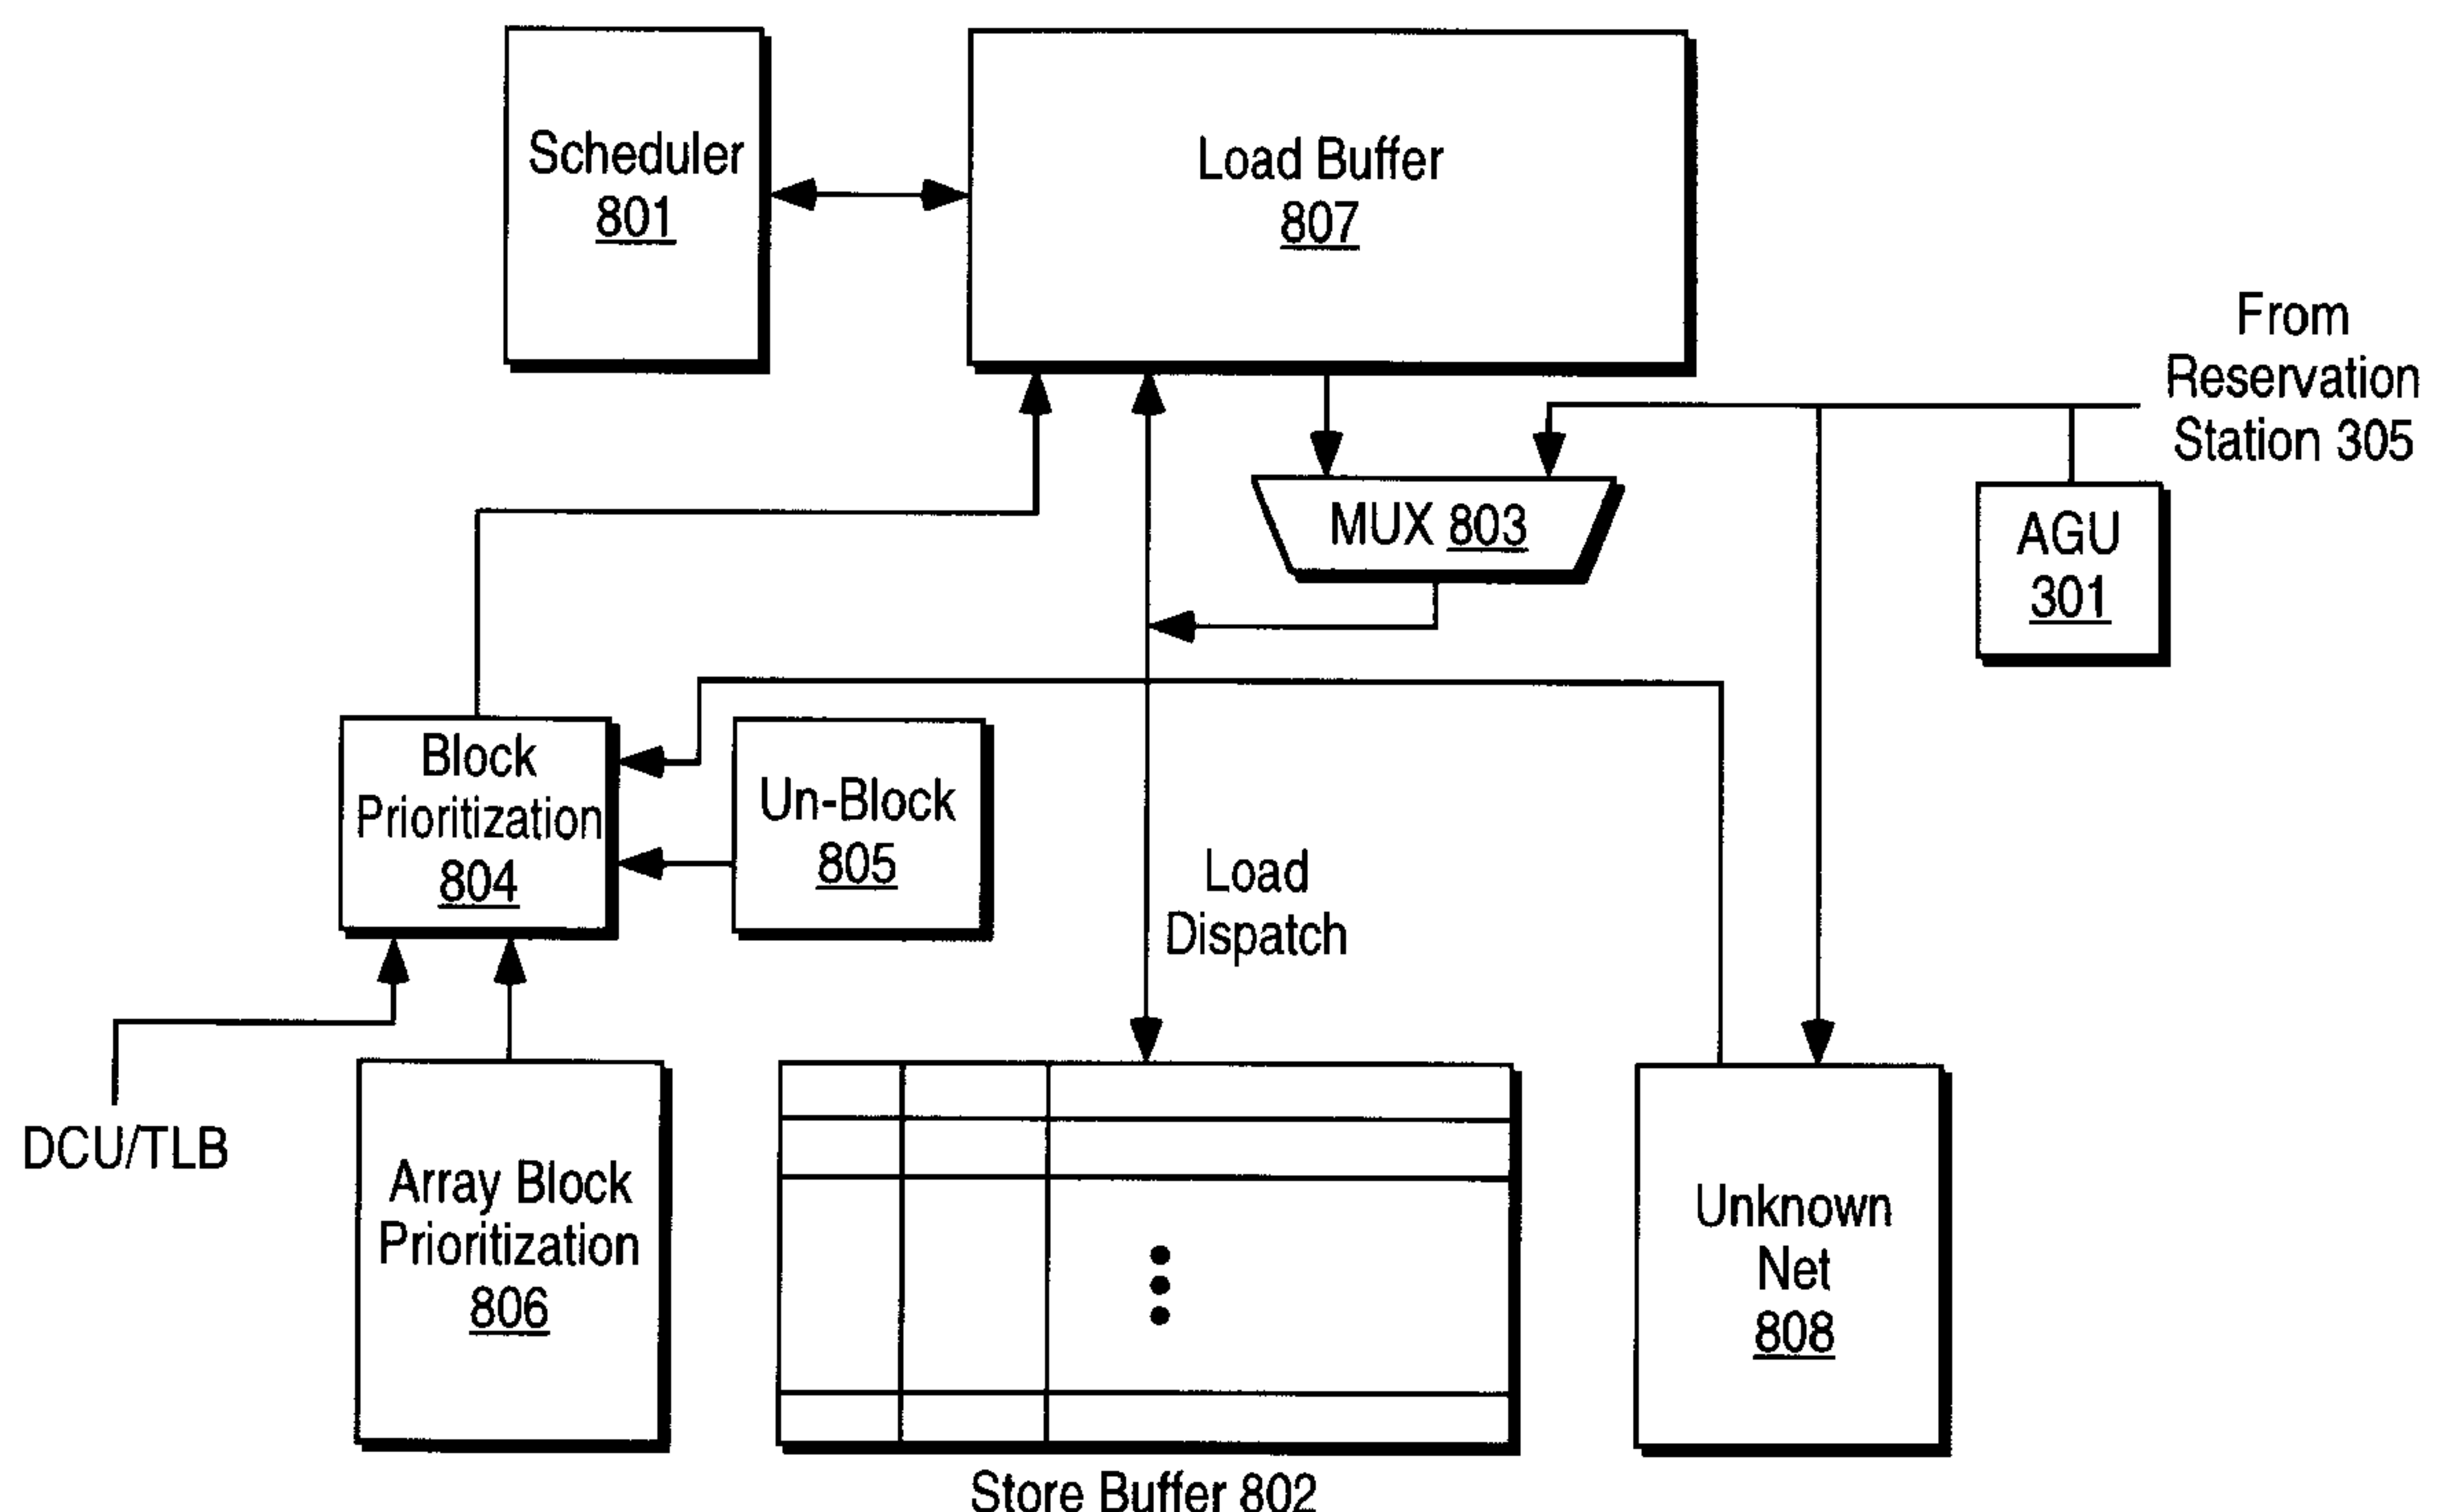 Scheduler
801
Load Buffer
807
From
Reservation
Station 305
MUX 803
AGU
301
Block
Prioritization
804
Un-Block
805
Load
Dispatch
DCU/TLB
Array Block
Prioritization
806
Unknown
Net
808
Store Buffer 802